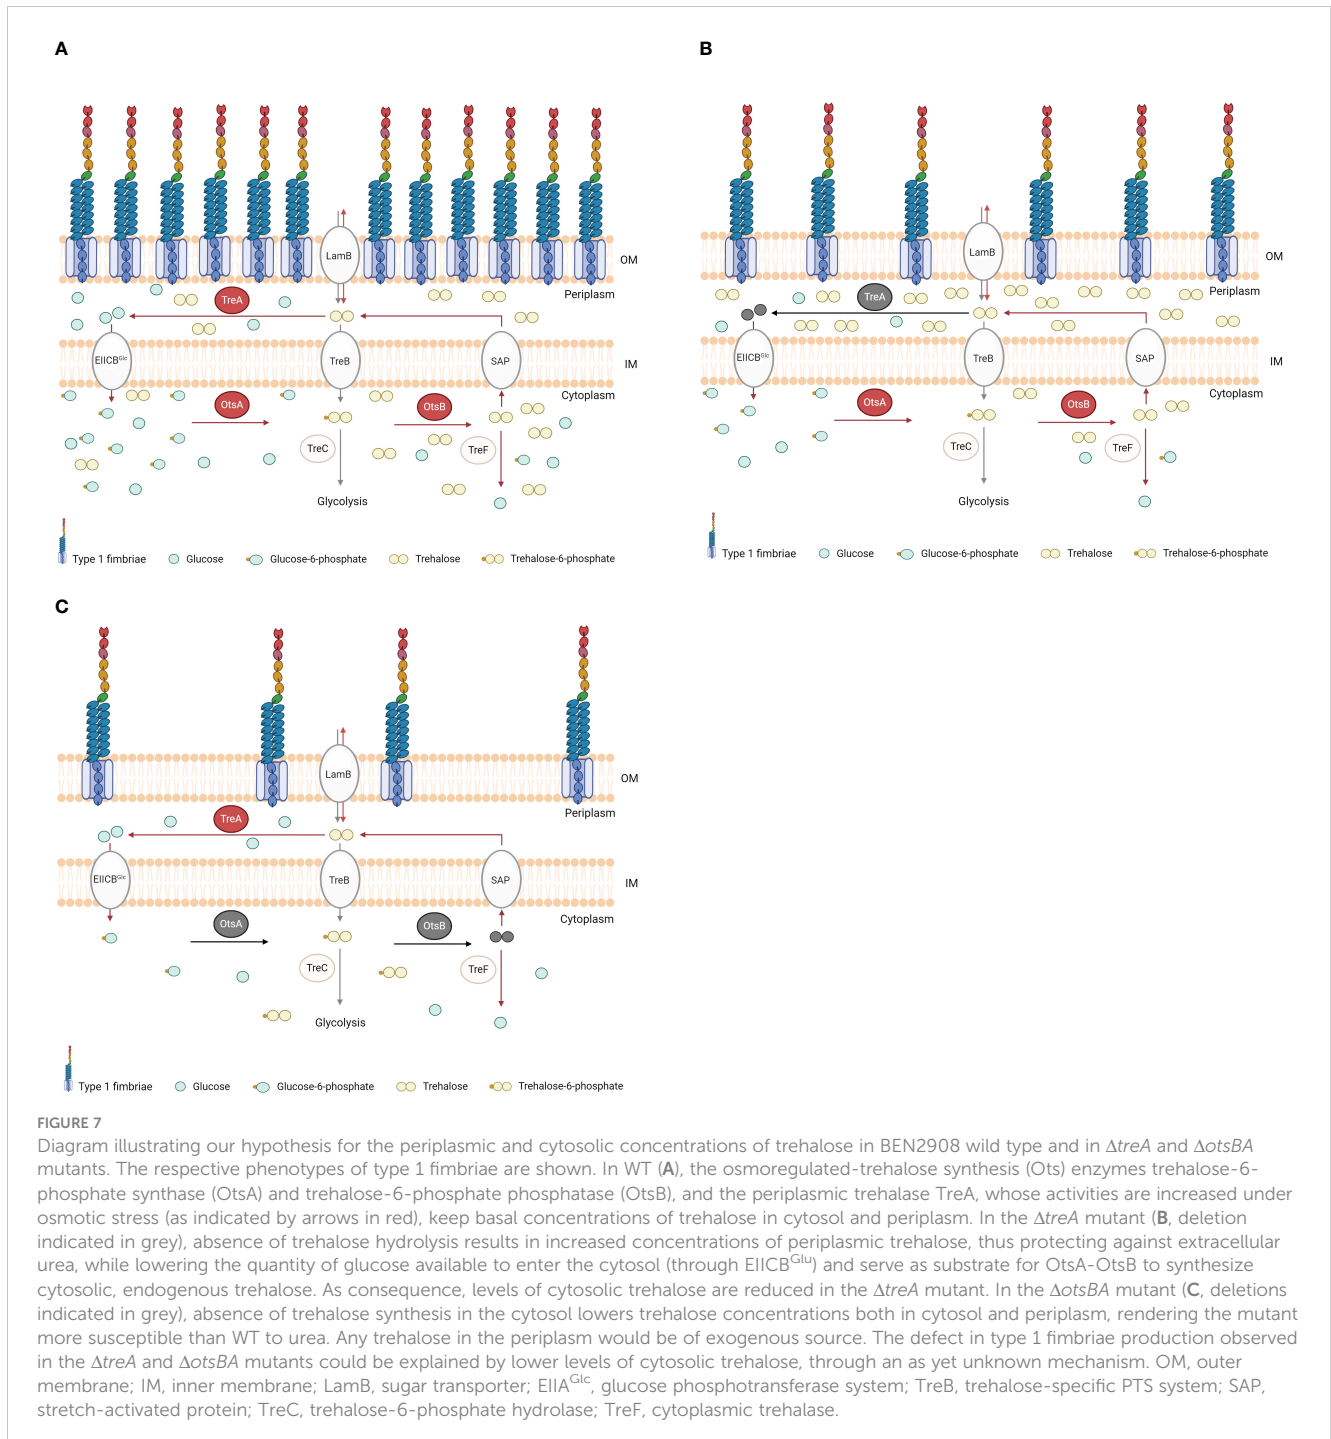 A
LamB
OM
Periplasm
TreA
EIICB^Glc
TreB
SAP
IM
Cytoplasm
OtsA
OtsB
TreC
TreF
Glycolysis
Type 1 fimbriae
Glucose
Glucose-6-phosphate
Trehalose
Trehalose-6-phosphate
B
LamB
OM
Periplasm
TreA
EIICB^Glc
TreB
SAP
IM
Cytoplasm
OtsA
OtsB
TreC
TreF
Glycolysis
Type 1 fimbriae
Glucose
Glucose-6-phosphate
Trehalose
Trehalose-6-phosphate
C
LamB
OM
Periplasm
TreA
EIICB^Glc
TreB
SAP
IM
Cytoplasm
OtsA
OtsB
TreC
TreF
Glycolysis
Type 1 fimbriae
Glucose
Glucose-6-phosphate
Trehalose
Trehalose-6-phosphate
FIGURE 7
Diagram illustrating our hypothesis for the periplasmic and cytosolic concentrations of trehalose in BEN2908 wild type and in ΔtreA and ΔotsBA
mutants. The respective phenotypes of type 1 fimbriae are shown. In WT (A), the osmoregulated-trehalose synthesis (Ots) enzymes trehalose-6-
phosphate synthase (OtsA) and trehalose-6-phosphate phosphatase (OtsB), and the periplasmic trehalase TreA, whose activities are increased under
osmotic stress (as indicated by arrows in red), keep basal concentrations of trehalose in cytosol and periplasm. In the ΔtreA mutant (B, deletion
indicated in grey), absence of trehalose hydrolysis results in increased concentrations of periplasmic trehalose, thus protecting against extracellular
urea, while lowering the quantity of glucose available to enter the cytosol (through EIICB^Glu) and serve as substrate for OtsA-OtsB to synthesize
cytosolic, endogenous trehalose. As consequence, levels of cytosolic trehalose are reduced in the ΔtreA mutant. In the ΔotsBA mutant (C, deletions
indicated in grey), absence of trehalose synthesis in the cytosol lowers trehalose concentrations both in cytosol and periplasm, rendering the mutant
more susceptible than WT to urea. Any trehalose in the periplasm would be of exogenous source. The defect in type 1 fimbriae production observed
in the ΔtreA and ΔotsBA mutants could be explained by lower levels of cytosolic trehalose, through an as yet unknown mechanism. OM, outer
membrane; IM, inner membrane; LamB, sugar transporter; EIIA^Glc, glucose phosphotransferase system; TreB, trehalose-specific PTS system; SAP,
stretch-activated protein; TreC, trehalose-6-phosphate hydrolase; TreF, cytoplasmic trehalase.